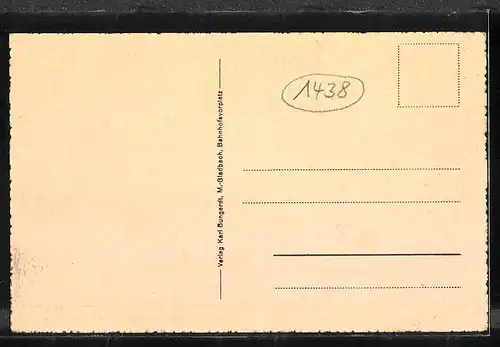 1438
Verlag Karl Bungardt, M.-Gladbach, Bahnhofsvorplatz